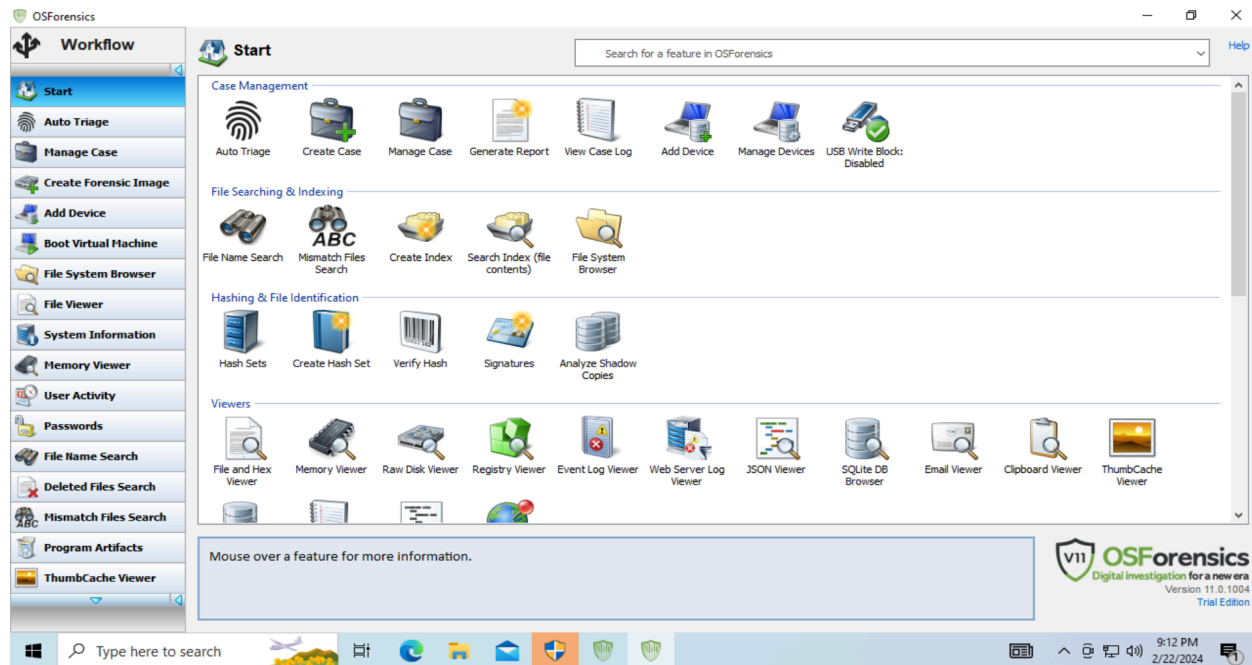 OSForensics
Workflow
Start
Search for a feature in OSForensics
Help
Start
Auto Triage
Manage Case
Create Forensic Image
Add Device
Boot Virtual Machine
File System Browser
File Viewer
System Information
Memory Viewer
User Activity
Passwords
File Name Search
Deleted Files Search
ABC
Mismatch Files Search
Program Artifacts
ThumbCache Viewer
Case Management
Auto Triage
Create Case
Manage Case
Generate Report
View Case Log
Add Device
Manage Devices
USB Write Block:
Disabled
File Searching & Indexing
ABC
File Name Search
Mismatch Files
Search
Create Index
Search Index (file
contents)
File System
Browser
Hashing & File Identification
Hash Sets
Create Hash Set
Verify Hash
Signatures
Analyze Shadow
Copies
Viewers
File and Hex
Viewer
Memory Viewer
Raw Disk Viewer
Registry Viewer
Event Log Viewer
Web Server Log
Viewer
JSON Viewer
SQLite DB
Browser
Email Viewer
Clipboard Viewer
ThumbCache
Viewer
Mouse over a feature for more information.
V11
OSForensics
Digital investigation for a new era
Version 11.0.1004
Trial Edition
Type here to search
9:12 PM
2/22/2024
1